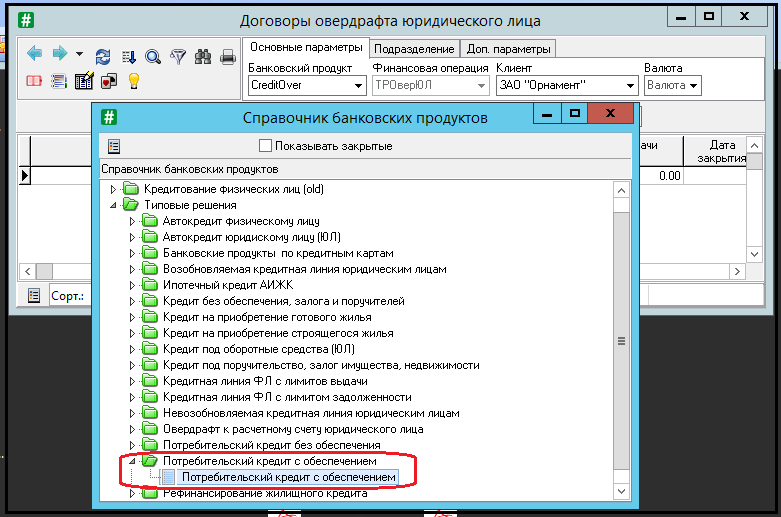 Договоры овердрафта юридического лица
Основные параметры Подразделение Доп. параметры
Банковский продукт Финансовая операция Клиент Валюта
CreditOver ТРОверЮЛ ЗАО "Орнамент" Валюта
Справочник банковских продуктов
Показывать закрытые
Дата закрытия
0.00
Справочник банковских продуктов
Кредитование физических лиц (old)
Типовые решения
Автокредит физическому лицу
Автокредит юридискому лицу (ЮЛ)
Банковские продукты по кредитным картам
Возобновляемая кредитная линия юридическим лицам
Ипотечный кредит АИЖК
Кредит без обеспечения, залога и поручителей
Кредит на приобретение готового жилья
Кредит на приобретение строящегося жилья
Кредит под оборотные средства (ЮЛ)
Кредит под поручительство, залог имущества, недвижимости
Кредитная линия ФЛ с лимитов выдачи
Кредитная линия ФЛ с лимитом задолженности
Невозобновляемая кредитная линия юридическим лицам
Овердрафт к расчетному счету юридического лица
Потребительский кредит без обеспечения
Потребительский кредит с обеспечением
Потребительский кредит с обеспечением
Рефинансирование жилищного кредита
Сорт.: